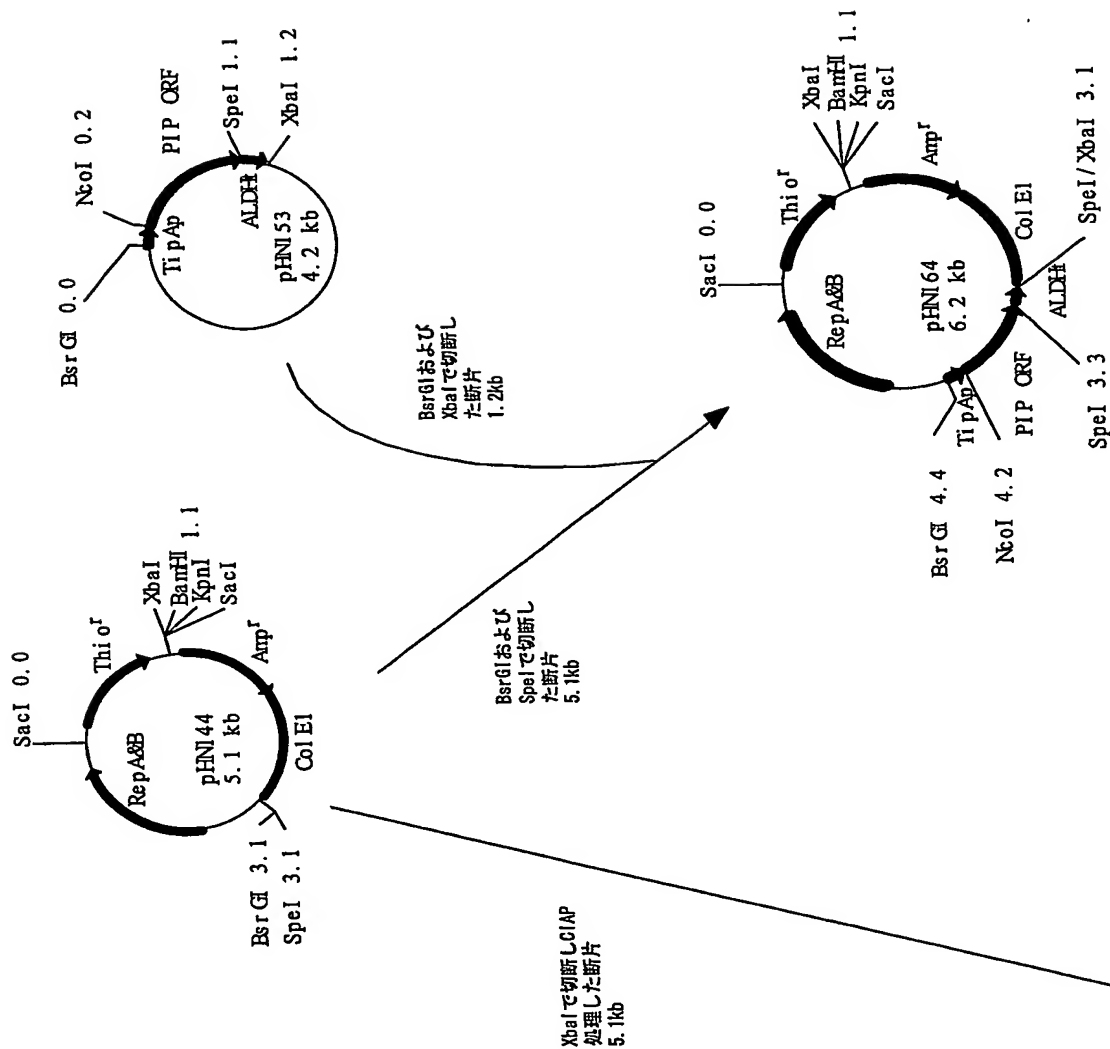 SacI 0.0
RepA&B
Thio^r
pHN144
5.1 kb
XbaI
BamHI 1.1
KpnI
SacI
Amp^r
ColE1
BsrGI 3.1
SpeI 3.1
BsrGI 0.0
NcoI 0.2
TipAp
PIP ORF
SpeI 1.1
ALDHt
XbaI 1.2
pHN153
4.2 kb
BsrGIおよび
XbaIで切断し
た断片
1.2kb
BsrGIおよび
SpeIで切断し
た断片
5.1kb
XbaIで切断しCIAP
処理した断片
5.1kb
SacI 0.0
RepA&B
Thio^r
pHN164
6.2 kb
XbaI
BamHI 1.1
KpnI
SacI
Amp^r
ColE1
SpeI/XbaI 3.1
ALDHt
SpeI 3.3
PIP ORF
NcoI 4.2
TipAp
BsrGI 4.4